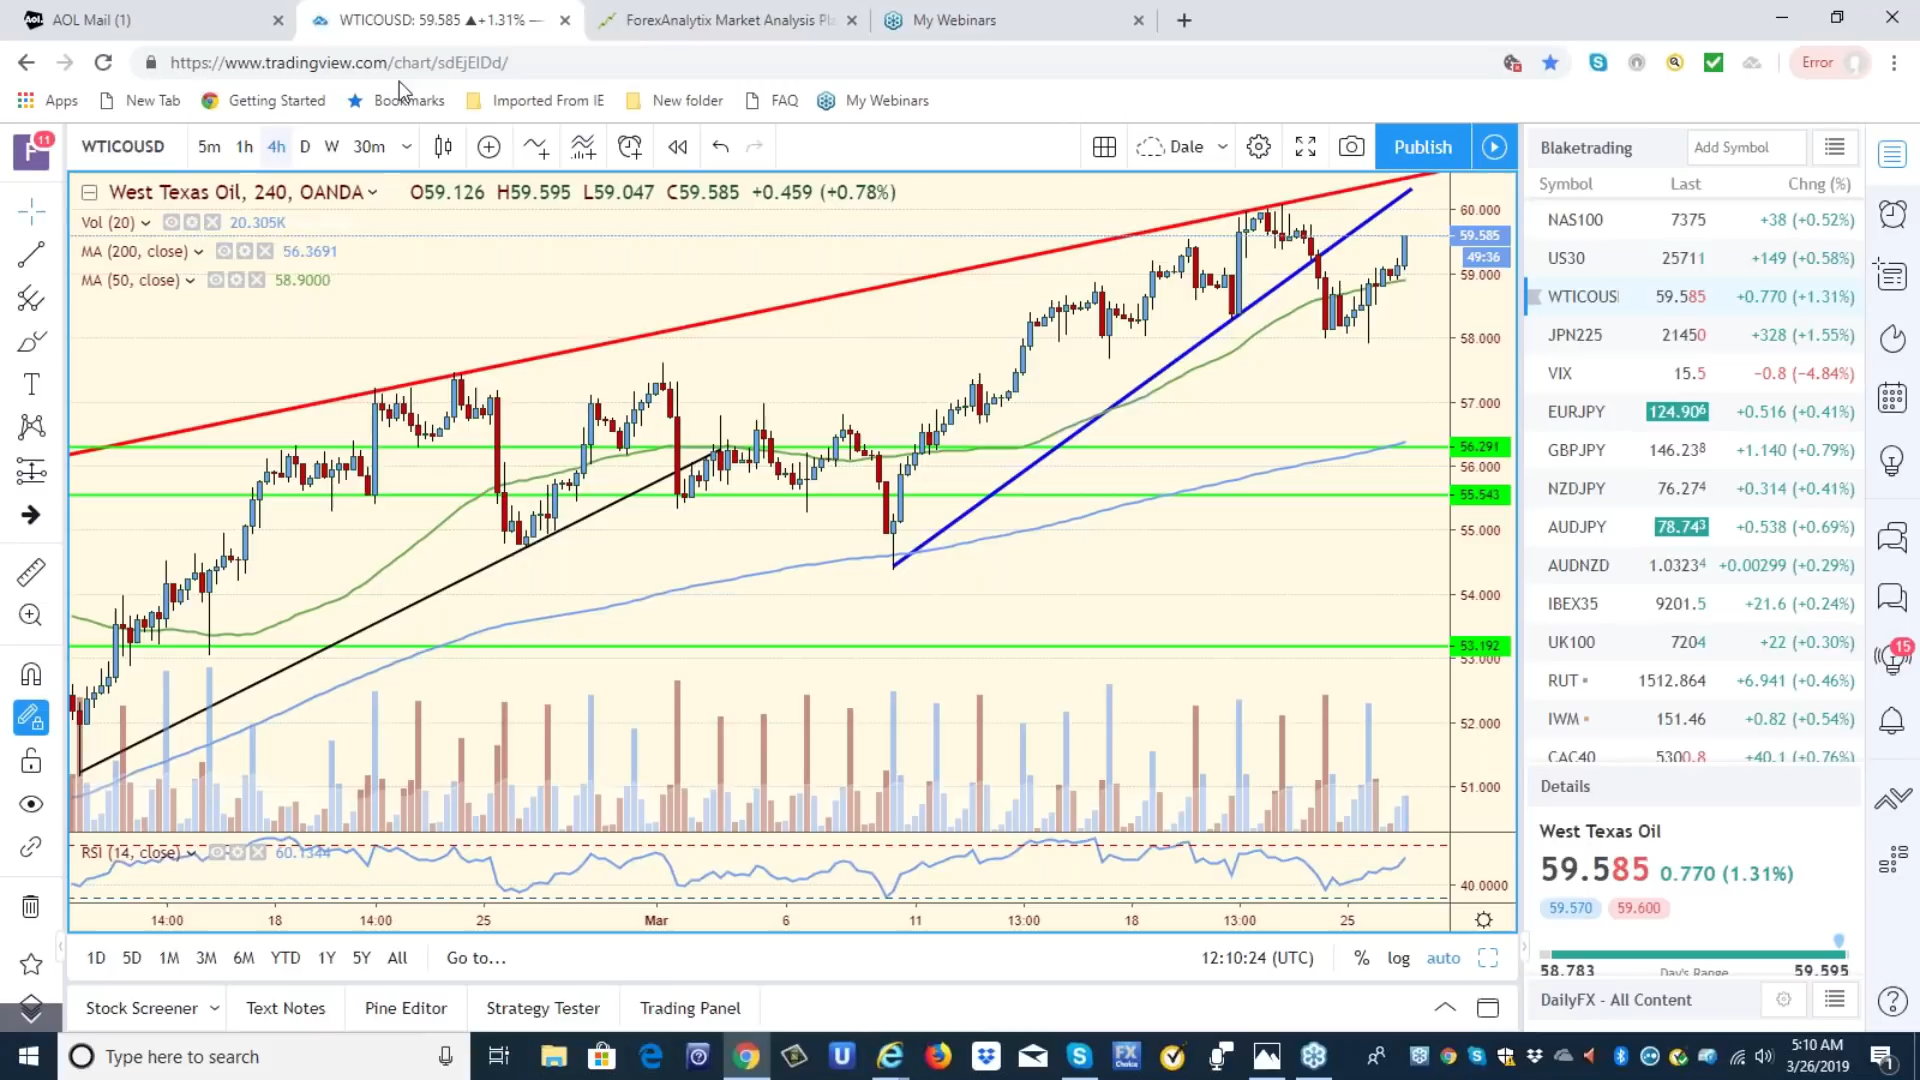 AOL Mail (1)
WTICOUSD: 59.585 ▲+1.31% —
ForexAnalytix Market Analysis Pla
My Webinars
https://www.tradingview.com/chart/sdEjEIDd/
Error
Apps
New Tab
Getting Started
Bookmarks
Imported From IE
New folder
FAQ
My Webinars
11
WTICOUSD
5m 1h 4h D W 30m
Dale
Publish
Blaketrading
Add Symbol
West Texas Oil, 240, OANDA O59.126 H59.595 L59.047 C59.585 +0.459 (+0.78%)
Vol (20) 20.305K
MA (200, close) 56.3691
MA (50, close) 58.9000
60.000
59.585
49:36
59.000
58.000
57.000
56.291
56.000
55.543
55.000
54.000
53.192
53.000
52.000
51.000
RSI (14, close) 60.1344
40.0000
14:00 18 14:00 25 Mar 6 11 13:00 18 13:00 25
1D 5D 1M 3M 6M YTD 1Y 5Y All Go to...
12:10:24 (UTC) % log auto
Stock Screener Text Notes Pine Editor Strategy Tester Trading Panel
Symbol Last Chng (%)
NAS100 7375 +38 (+0.52%)
US30 25711 +149 (+0.58%)
WTICOUS 59.585 +0.770 (+1.31%)
JPN225 21450 +328 (+1.55%)
VIX 15.5 −0.8 (−4.84%)
EURJPY 124.906 +0.516 (+0.41%)
GBPJPY 146.238 +1.140 (+0.79%)
NZDJPY 76.274 +0.314 (+0.41%)
AUDJPY 78.743 +0.538 (+0.69%)
AUDNZD 1.03234 +0.00299 (+0.29%)
IBEX35 9201.5 +21.6 (+0.24%)
UK100 7204 +22 (+0.30%)
RUT 1512.864 +6.941 (+0.46%)
IWM 151.46 +0.82 (+0.54%)
CAC40 5300.8 +40.1 (+0.76%)
Details
West Texas Oil
59.585 0.770 (1.31%)
59.570 59.600
58.783 Day's Range 59.595
DailyFX - All Content
15
Type here to search
FX
Choice
5:10 AM
3/26/2019
1